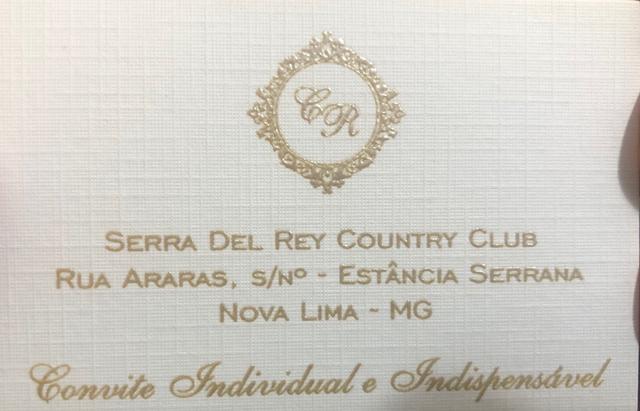 CR
SERRA DEL REY COUNTRY CLUB
RUA ARARAS, S/Nº - ESTÂNCIA SERRANA
NOVA LIMA - MG
Convite Individual e Indispensável